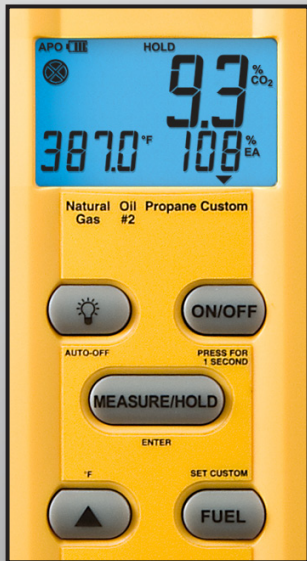 APO HOLD
9.3 % CO₂
387.0 °F 108 % EA
Natural Gas Oil #2 Propane Custom
ON/OFF
AUTO-OFF PRESS FOR 1 SECOND
MEASURE/HOLD
ENTER
°F SET CUSTOM
FUEL